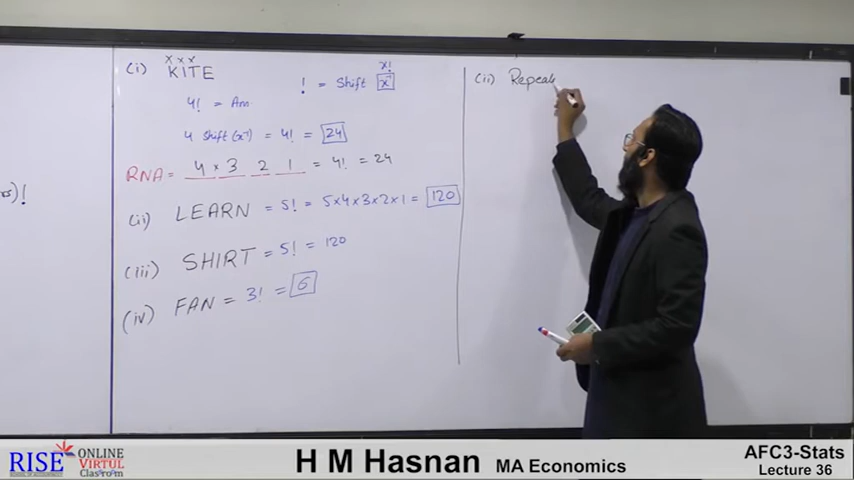 ors)!
(i) KITE
x x x
! = Shift x⁻¹
x!
4! = Ans
4 Shift (x⁻¹) = 4! = 24
RNA = 4 × 3 2 1 = 4! = 24
(ii) LEARN = 5! = 5×4×3×2×1 = 120
(iii) SHIRT = 5! = 120
(iv) FAN = 3! = 6
(ii) Repeat
RISE ONLINE VIRTUL Classroom
H M Hasnan MA Economics
AFC3-Stats
Lecture 36